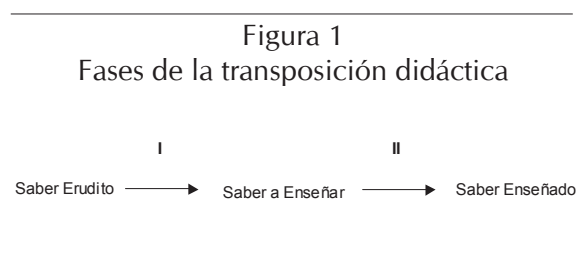 Figura 1
Fases de la transposición didáctica
I II
Saber Erudito Saber a Enseñar Saber Enseñado